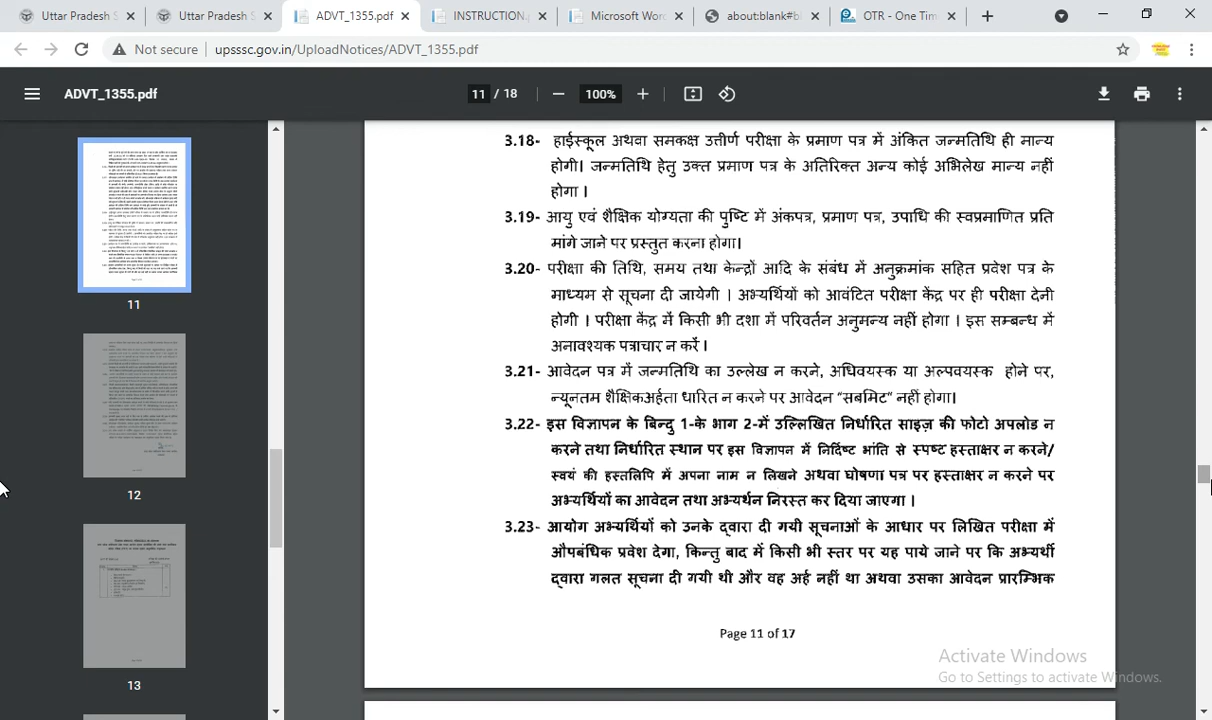 Uttar Pradesh S
Uttar Pradesh S
ADVT_1355.pdf
INSTRUCTION.
Microsoft Wor
about:blank#b
OTR - One Tim
Not secure
upsssc.gov.in/UploadNotices/ADVT_1355.pdf
ADVT_1355.pdf
11 / 18
100%
11
12
13
3.18- हाईस्कूल अथवा समकक्ष उत्तीर्ण परीक्षा के प्रमाण पत्र में अंकित जन्मतिथि ही मान्य
होगी। जन्मतिथि हेतु उक्त प्रमाण पत्र के अतिरिक्त अन्य कोई अभिलेख मान्य नहीं
होगा ।
3.19- आयु एवं शैक्षिक योग्यता की पुष्टि में अंकपत्र, प्रमाण पत्र, उपाधि की स्वप्रमाणित प्रति
मांगे जाने पर प्रस्तुत करना होगा।
3.20- परीक्षा की तिथि, समय तथा केन्द्रों आदि के संबंध में अनुक्रमांक सहित प्रवेश पत्र के
माध्यम से सूचना दी जायेगी । अभ्यर्थियों को आवंटित परीक्षा केंद्र पर ही परीक्षा देनी
होगी । परीक्षा केंद्र में किसी भी दशा में परिवर्तन अनुमन्य नहीं होगा । इस सम्बन्ध में
अनावश्यक पत्राचार न करें ।
3.21- आवेदन पत्र में जन्मतिथि का उल्लेख न करने, अधिवयस्क या अल्पवयस्क होने पर,
न्यूनतम शैक्षिकअर्हता धारित न करने पर आवेदन “सबमिट“ नहीं होगा।
3.22- इस विज्ञापन के बिन्दु 1-के भाग 2-में उल्लिखित निर्धारित साइज़ की फोटो अपलोड न
करने तथा निर्धारित स्थान पर इस विज्ञापन में निर्दिष्ट भांति से स्पष्ट हस्ताक्षर न करने/
स्वयं की हस्तलिपि में अपना नाम न लिखने अथवा घोषणा पत्र पर हस्ताक्षर न करने पर
अभ्यर्थियों का आवेदन तथा अभ्यर्थन निरस्त कर दिया जाएगा ।
3.23- आयोग अभ्यर्थियों को उनके द्वारा दी गयी सूचनाओं के आधार पर लिखित परीक्षा में
औपबंधिक प्रवेश देगा, किन्तु बाद में किसी भी स्तर पर यह पाये जाने पर कि अभ्यर्थी
द्वारा गलत सूचना दी गयी थी और वह अर्ह नहीं था अथवा उसका आवेदन प्रारम्भिक
Page 11 of 17
Activate Windows
Go to Settings to activate Windows.